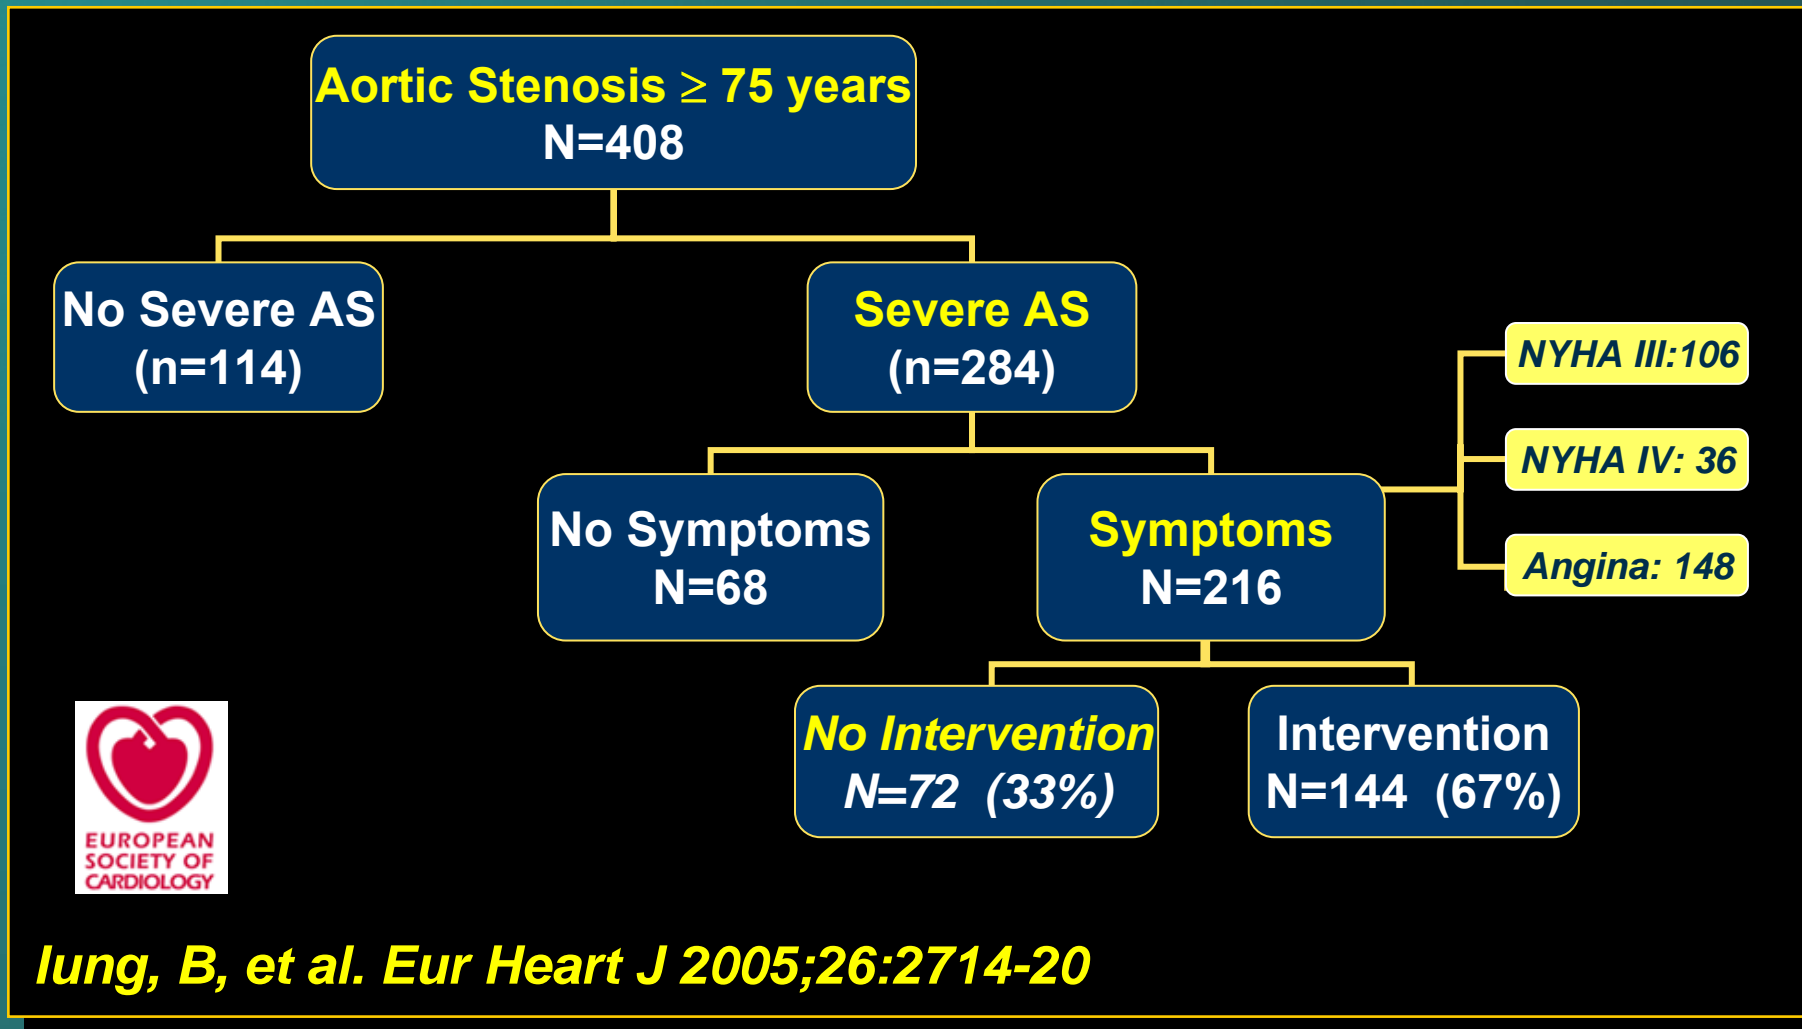 Aortic Stenosis ≥ 75 years
N=408
No Severe AS
(n=114)
Severe AS
(n=284)
NYHA III:106
NYHA IV: 36
Angina: 148
No Symptoms
N=68
Symptoms
N=216
No Intervention
N=72 (33%)
Intervention
N=144 (67%)
EUROPEAN
SOCIETY OF
CARDIOLOGY
Iung, B, et al. Eur Heart J 2005;26:2714-20